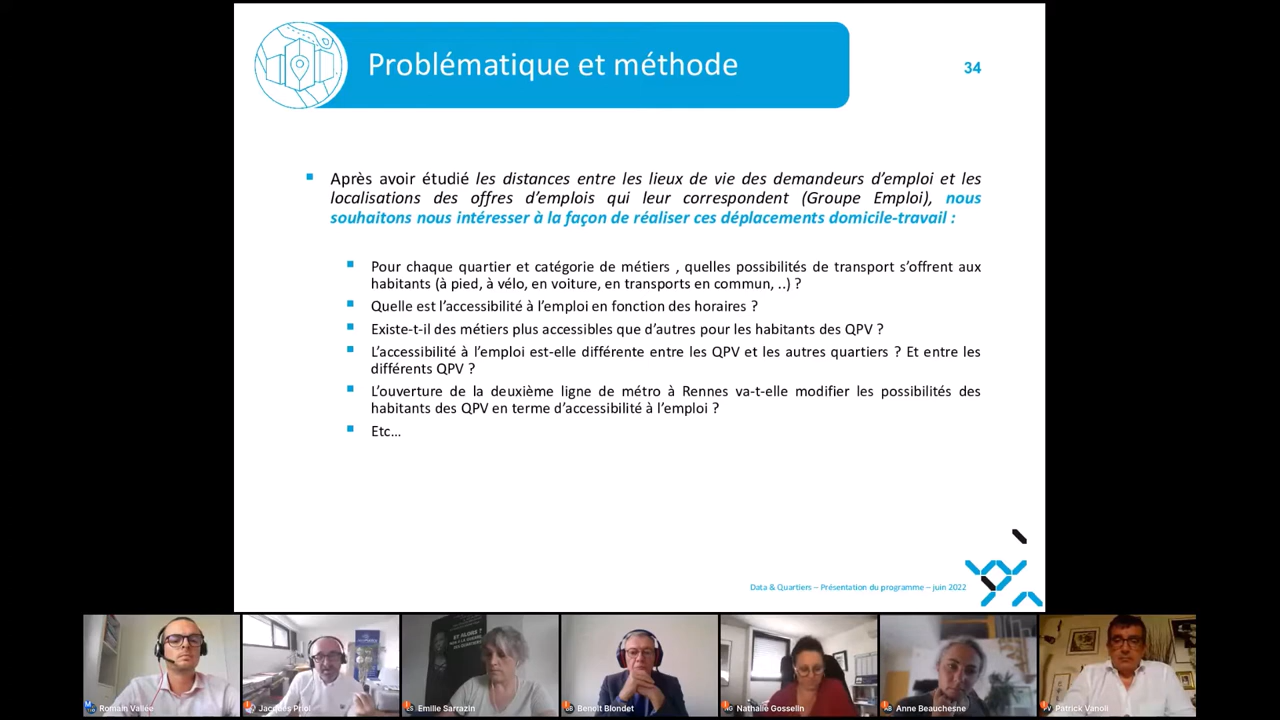 Problématique et méthode
34
Après avoir étudié les distances entre les lieux de vie des demandeurs d’emploi et les
localisations des offres d’emplois qui leur correspondent (Groupe Emploi), nous
souhaitons nous intéresser à la façon de réaliser ces déplacements domicile-travail :
Pour chaque quartier et catégorie de métiers , quelles possibilités de transport s’offrent aux
habitants (à pied, à vélo, en voiture, en transports en commun, ..) ?
Quelle est l’accessibilité à l’emploi en fonction des horaires ?
Existe-t-il des métiers plus accessibles que d’autres pour les habitants des QPV ?
L’accessibilité à l’emploi est-elle différente entre les QPV et les autres quartiers ? Et entre les
différents QPV ?
L’ouverture de la deuxième ligne de métro à Rennes va-t-elle modifier les possibilités des
habitants des QPV en terme d’accessibilité à l’emploi ?
Etc…
Data & Quartiers – Présentation du programme – juin 2022
ET ALORS ?
Romain Vallée
Jacques Priol
Emilie Sarrazin
Benoît Blondet
Nathalie Gosselin
Anne Beauchesne
Patrick Vanoli